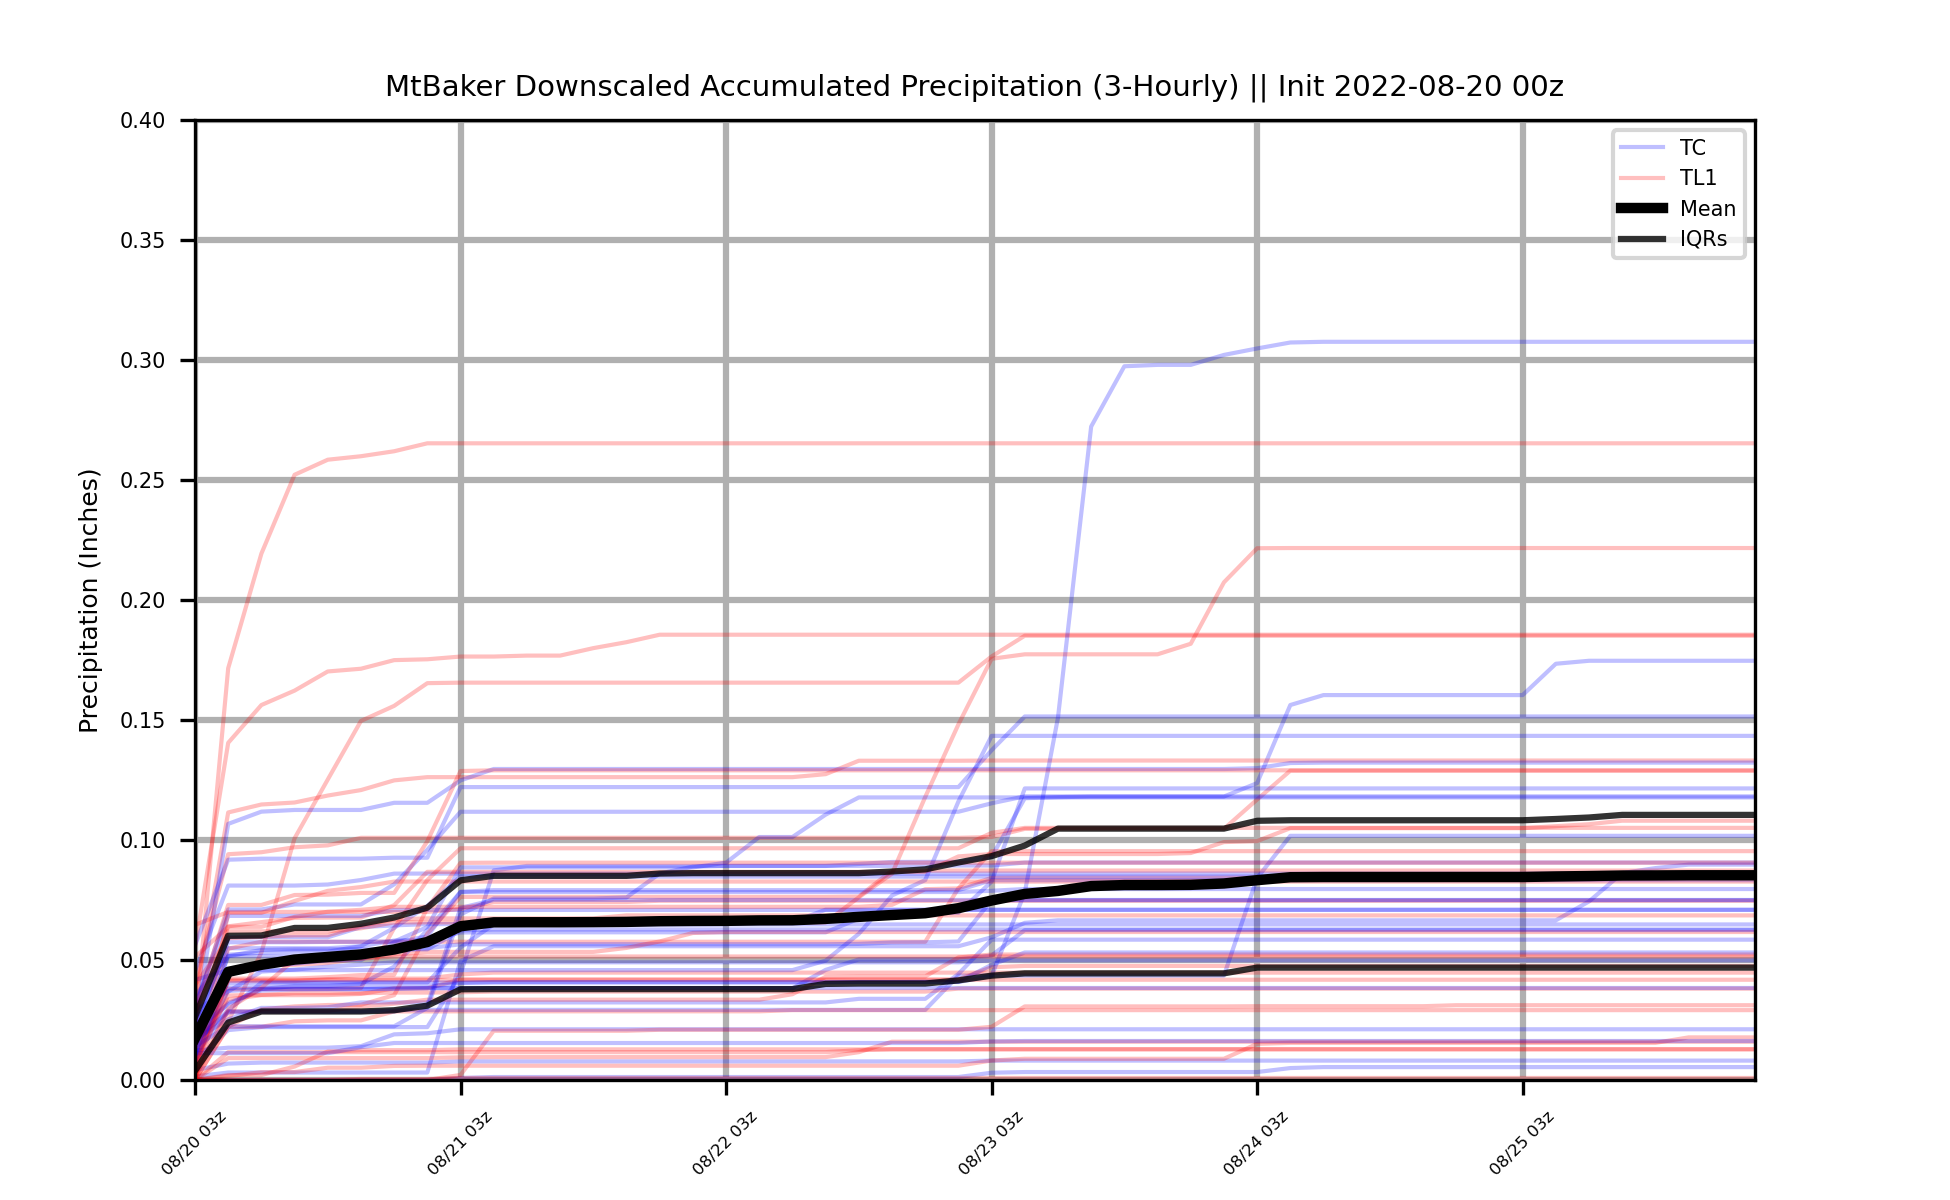 MtBaker Downscaled Accumulated Precipitation (3-Hourly) || Init 2022-08-20 00z
0.40
0.35
0.30
0.25
0.20
0.15
0.10
0.05
0.00
Precipitation (Inches)
TC
TL1
Mean
IQRs
08/20 03z
08/21 03z
08/22 03z
08/23 03z
08/24 03z
08/25 03z